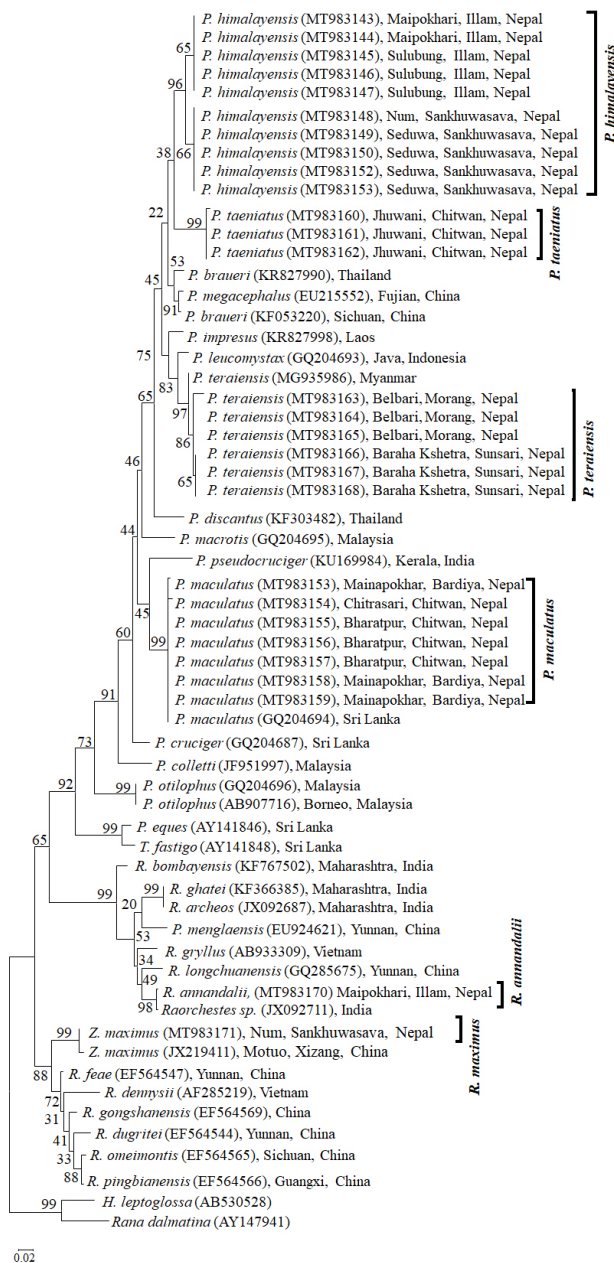 P. himalayensis (MT983143), Maipokhari, Illam, Nepal
P. himalayensis (MT983144), Maipokhari, Illam, Nepal
65
P. himalayensis (MT983145), Sulubung, Illam, Nepal
P. himalayensis (MT983146), Sulubung, Illam, Nepal
96
P. himalayensis (MT983147), Sulubung, Illam, Nepal
P. himalayensis
P. himalayensis (MT983148), Num, Sankhuwasava, Nepal
P. himalayensis (MT983149), Seduwa, Sankhuwasava, Nepal
38
66
P. himalayensis (MT983150), Seduwa, Sankhuwasava, Nepal
P. himalayensis (MT983152), Seduwa, Sankhuwasava, Nepal
P. himalayensis (MT983153), Seduwa, Sankhuwasava, Nepal
22
99
P. taeniatus (MT983160), Jhuwani, Chitwan, Nepal
P. taeniatus (MT983161), Jhuwani, Chitwan, Nepal
P. taeniatus (MT983162), Jhuwani, Chitwan, Nepal
P. taeniatus
53
P. braueri (KR827990), Thailand
45
P. megacephalus (EU215552), Fujian, China
91
P. braueri (KF053220), Sichuan, China
P. impresus (KR827998), Laos
75
P. leucomystax (GQ204693), Java, Indonesia
83
P. teraiensis (MG935986), Myanmar
65
P. teraiensis (MT983163), Belbari, Morang, Nepal
97
P. teraiensis (MT983164), Belbari, Morang, Nepal
86
P. teraiensis (MT983165), Belbari, Morang, Nepal
P. teraiensis
P. teraiensis (MT983166), Baraha Kshetra, Sunsari, Nepal
46
P. teraiensis (MT983167), Baraha Kshetra, Sunsari, Nepal
65
P. teraiensis (MT983168), Baraha Kshetra, Sunsari, Nepal
P. discantus (KF303482), Thailand
44
P. macrotis (GQ204695), Malaysia
P. pseudocruciger (KU169984), Kerala, India
P. maculatus (MT983153), Mainapokhar, Bardiya, Nepal
P. maculatus (MT983154), Chitrasari, Chitwan, Nepal
45
P. maculatus (MT983155), Bharatpur, Chitwan, Nepal
60
99
P. maculatus (MT983156), Bharatpur, Chitwan, Nepal
P. maculatus
P. maculatus (MT983157), Bharatpur, Chitwan, Nepal
P. maculatus (MT983158), Mainapokhar, Bardiya, Nepal
91
P. maculatus (MT983159), Mainapokhar, Bardiya, Nepal
P. maculatus (GQ204694), Sri Lanka
73
P. cruciger (GQ204687), Sri Lanka
P. colletti (JF951997), Malaysia
92
99
P. otilophus (GQ204696), Malaysia
P. otilophus (AB907716), Borneo, Malaysia
65
99
P. eques (AY141846), Sri Lanka
T. fastigo (AY141848), Sri Lanka
R. bombayensis (KF767502), Maharashtra, India
99
99
R. ghatei (KF366385), Maharashtra, India
20
R. archeos (JX092687), Maharashtra, India
P. menglaensis (EU924621), Yunnan, China
53
R. gryllus (AB933309), Vietnam
34
R. longchuanensis (GQ285675), Yunnan, China
49
R. annandalii, (MT983170) Maipokhari, Illam, Nepal
R. annandalii
98
Raorchestes sp. (JX092711), India
99
Z. maximus (MT983171), Num, Sankhuwasava, Nepal
R. maximus
Z. maximus (JX219411), Motuo, Xizang, China
88
R. feae (EF564547), Yunnan, China
72
R. dennysii (AF285219), Vietnam
31
R. gongshanensis (EF564569), China
41
R. dugritei (EF564544), Yunnan, China
33
R. omeimontis (EF564565), Sichuan, China
88
R. pingbianensis (EF564566), Guangxi, China
99
H. leptoglossa (AB530528)
Rana dalmatina (AY147941)
0.02